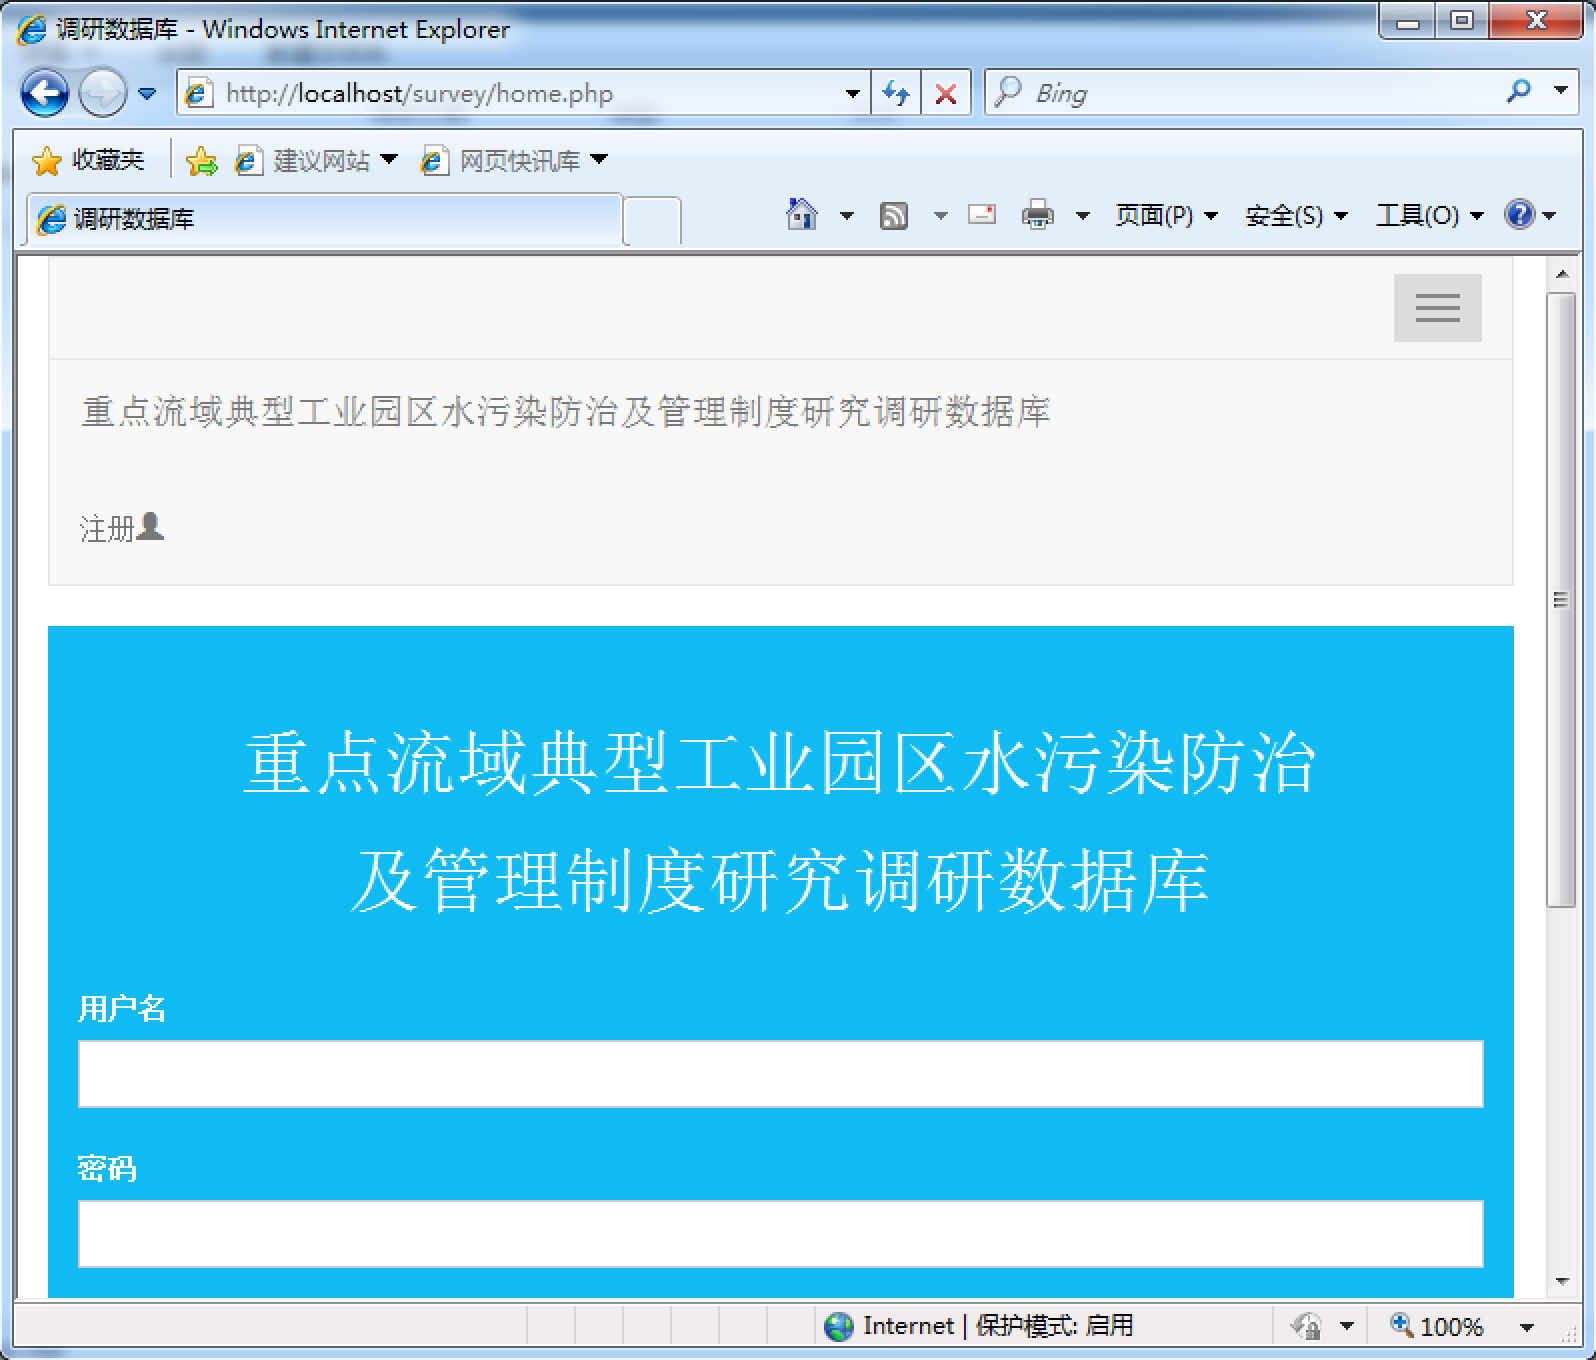 调研数据库 - Windows Internet Explorer
http://localhost/survey/home.php
Bing
收藏夹
建议网站
网页快讯库
调研数据库
页面(P)
安全(S)
工具(O)
重点流域典型工业园区水污染防治及管理制度研究调研数据库
注册
重点流域典型工业园区水污染防治
及管理制度研究调研数据库
用户名
密码
Internet | 保护模式: 启用
100%